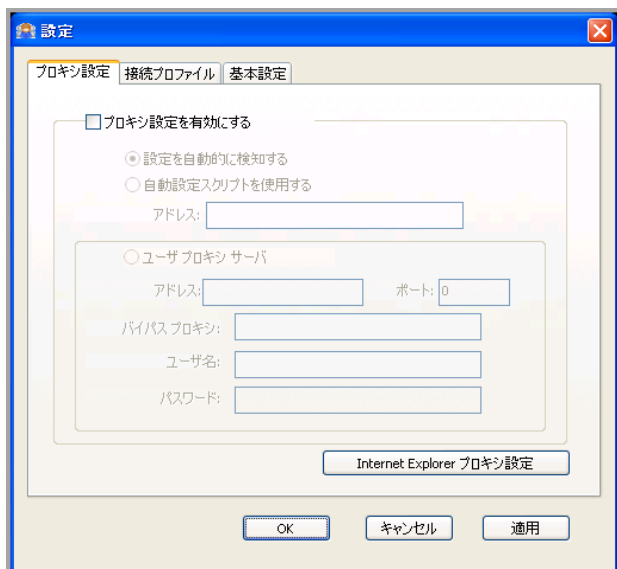 設定
プロキシ設定 接続プロファイル 基本設定
プロキシ設定を有効にする
設定を自動的に検知する
自動設定スクリプトを使用する
アドレス:
ユーザ プロキシ サーバ
アドレス: ポート: 0
バイパス プロキシ:
ユーザ名:
パスワード:
Internet Explorer プロキシ設定
OK キャンセル 適用